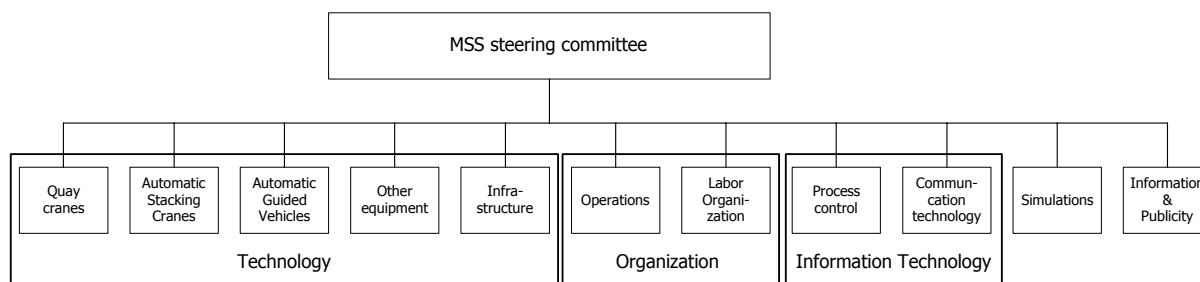 MSS steering committee
Quay
cranes
Automatic
Stacking
Cranes
Automatic
Guided
Vehicles
Other
equipment
Infra-
structure
Operations
Labor
Organi-
zation
Process
control
Commun-
cation
technology
Simulations
Information
&
Publicity
Technology
Organization
Information Technology